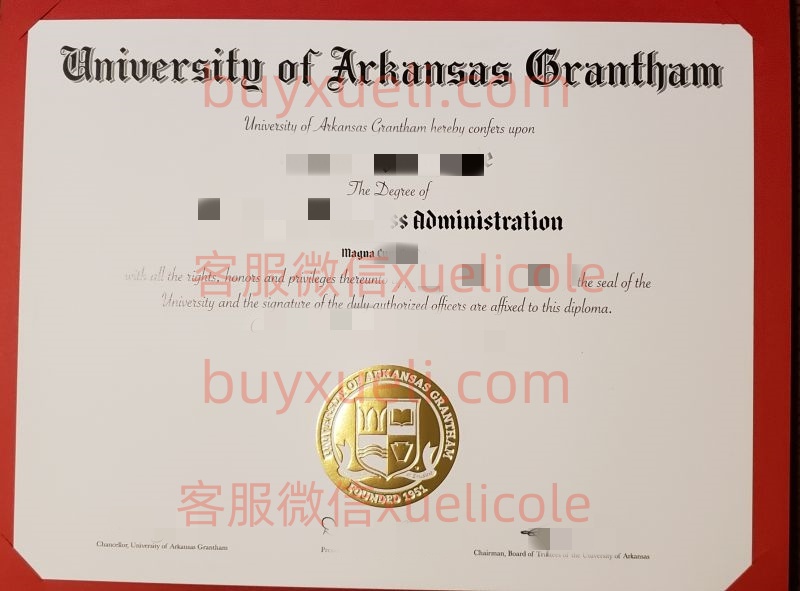 University of Arkansas Grantham
buyxueli.com
University of Arkansas Grantham hereby confers upon
The Degree of
Administration
Magna
客服微信xuelicole
with all the rights, honors and privileges the seal of the
University and the signature of the duly authorized officers are affixed to this diploma.
buyxueli.com
UNIVERSITY OF ARKANSAS GRANTHAM
FOUNDED 1951
客服微信xuelicole
Chancellor, University of Arkansas Grantham
Chairman, Board of Trustees of the University of Arkansas